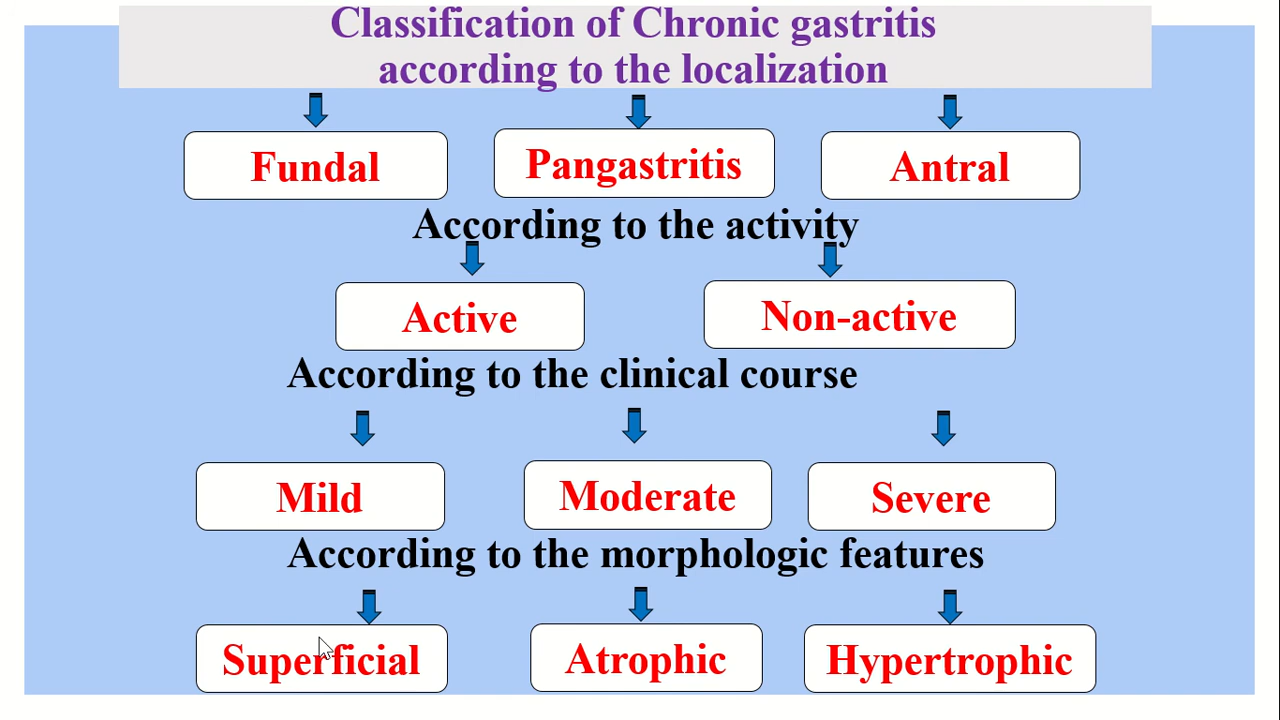 Classification of Chronic gastritis
according to the localization
Fundal
Pangastritis
Antral
According to the activity
Active
Non-active
According to the clinical course
Mild
Moderate
Severe
According to the morphologic features
Superficial
Atrophic
Hypertrophic